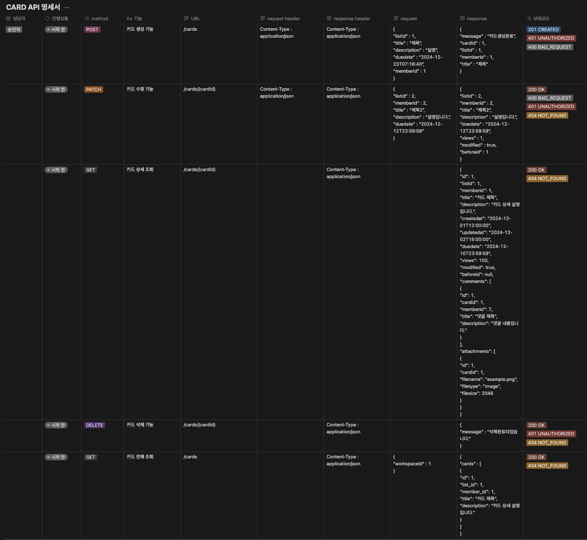 CARD API 명세서 ...
담당자 진행상황 method Aa 기능 URL request header response header request response 상태코드
손민석 시작 전 POST 카드 생성 기능 /cards
Content-Type :
application/json
Content-Type :
application/json
{
"listid" : 1,
"title" : "제목",
"description" : "설명",
"duedate" : "2024-12-
23T07:16:40",
"memberid" : 1
}
{
"message" : "카드생성완료",
"cardid" : 1,
"listid" : 1,
"memberid" : 1,
"title" : "제목"
}
201 CREATED
401 UNAUTHORIZED
400 BAD_REQUEST
시작 전 PATCH 카드 수정 기능 /cards/{cardId}
Content-Type :
application/json
Content-Type :
application/json
{
"listid" : 2,
"memberid" : 2,
"title" : "제목2",
"description" : "설명입니다.",
"duedate" : "2024-12-
12T23:59:59"
}
{
"listid" : 2,
"memberid" : 2,
"title" : "제목2",
"description" : "설명입니다.",
"duedate" : "2024-12-
12T23:59:59",
"views" : 1,
"modified" : true,
"beforeid" : 1
}
200 OK
400 BAD_REQUEST
401 UNAUTHORIZED
404 NOT_FOUND
시작 전 GET 카드 상세 조회 /cards/{cardId}
Content-Type :
application/json
{
"id": 1,
"listid": 1,
"memberid": 1,
"title": "카드 제목",
"description": "카드 상세 설명
입니다.",
"createdat": "2024-12-
01T12:00:00",
"updatedat": "2024-12-
02T15:00:00",
"duedate": "2024-12-
10T23:59:59",
"views": 100,
"modified": true,
"beforeid": null,
"comments": [
{
"id": 1,
"cardid": 1,
"memberid": 7,
"title": "댓글 제목",
"description": "댓글 내용입니
다."
}
],
"attachments": [
{
"id": 1,
"cardid": 1,
"filename": "example.png",
"filetype": "image",
"filesize": 2048
}
]
}
200 OK
404 NOT_FOUND
시작 전 DELETE 카드 삭제 기능 /cards/{cardId}
Content-Type :
application/json
{
"message" : "삭제완료되었습
니다."
}
200 OK
401 UNAUTHORIZED
404 NOT_FOUND
시작 전 GET 카드 전체 조회 /cards
Content-Type :
application/json
{
"workspaceid" : 1
}
{
"cards" : [
{
"id": 1,
"list_id": 1,
"member_id": 1,
"title": "카드 제목",
"description": "카드 상세 설명
입니다."
}
]
}
200 OK
404 NOT_FOUND